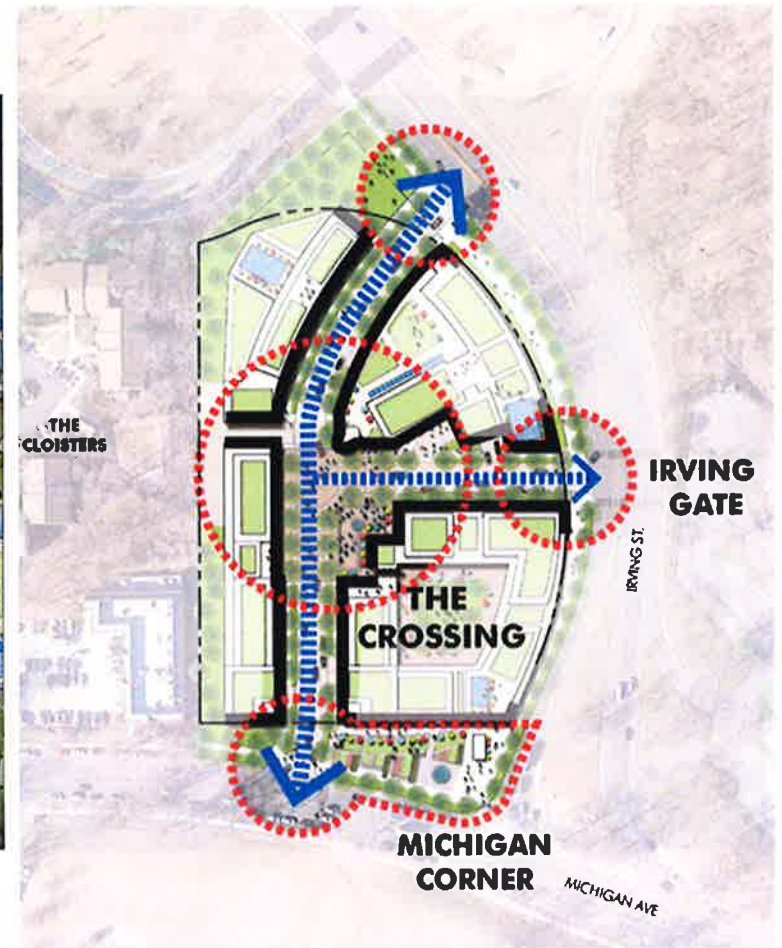 THE
CLOISTERS
IRVING
GATE
IRVING ST.
THE
CROSSING
MICHIGAN
CORNER
MICHIGAN AVE